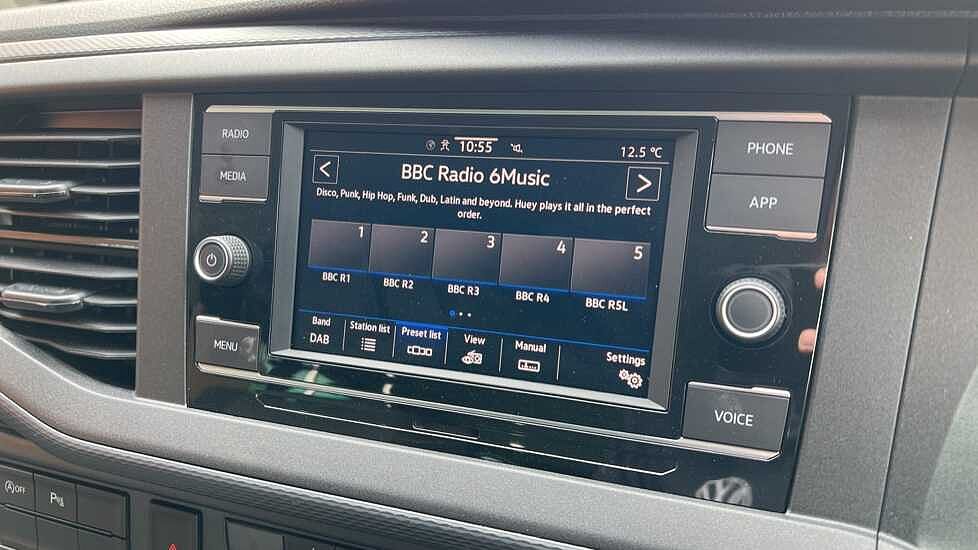 RADIO
MEDIA
MENU
10:55
12.5 °C
<
BBC Radio 6Music
>
Disco, Punk, Hip Hop, Funk, Dub, Latin and beyond. Huey plays it all in the perfect
order.
1 2 3 4 5
BBC R1 BBC R2 BBC R3 BBC R4 BBC R5L
Band Station list Preset list View Manual Settings
DAB
PHONE
APP
VOICE
A OFF
P